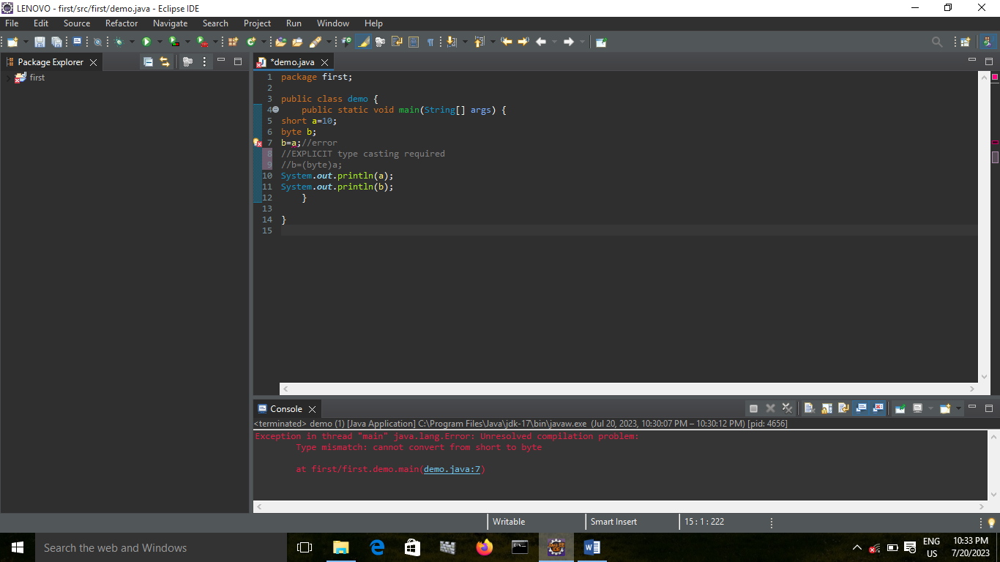 LENOVO - first/src/first/demo.java - Eclipse IDE
File Edit Source Refactor Navigate Search Project Run Window Help
Package Explorer
first
*demo.java
1 package first;
2
3 public class demo {
4 public static void main(String[] args) {
5 short a=10;
6 byte b;
7 b=a;//error
8 //EXPLICIT type casting required
9 //b=(byte)a;
10 System.out.println(a);
11 System.out.println(b);
12 }
13
14 }
15
Console
<terminated> demo (1) [Java Application] C:\Program Files\Java\jdk-17\bin\javaw.exe (Jul 20, 2023, 10:30:07 PM – 10:30:12 PM) [pid: 4656]
Exception in thread "main" java.lang.Error: Unresolved compilation problem:
Type mismatch: cannot convert from short to byte
at first/first.demo.main(demo.java:7)
Writable Smart Insert 15 : 1 : 222
Search the web and Windows
ENG 10:33 PM
US 7/20/2023